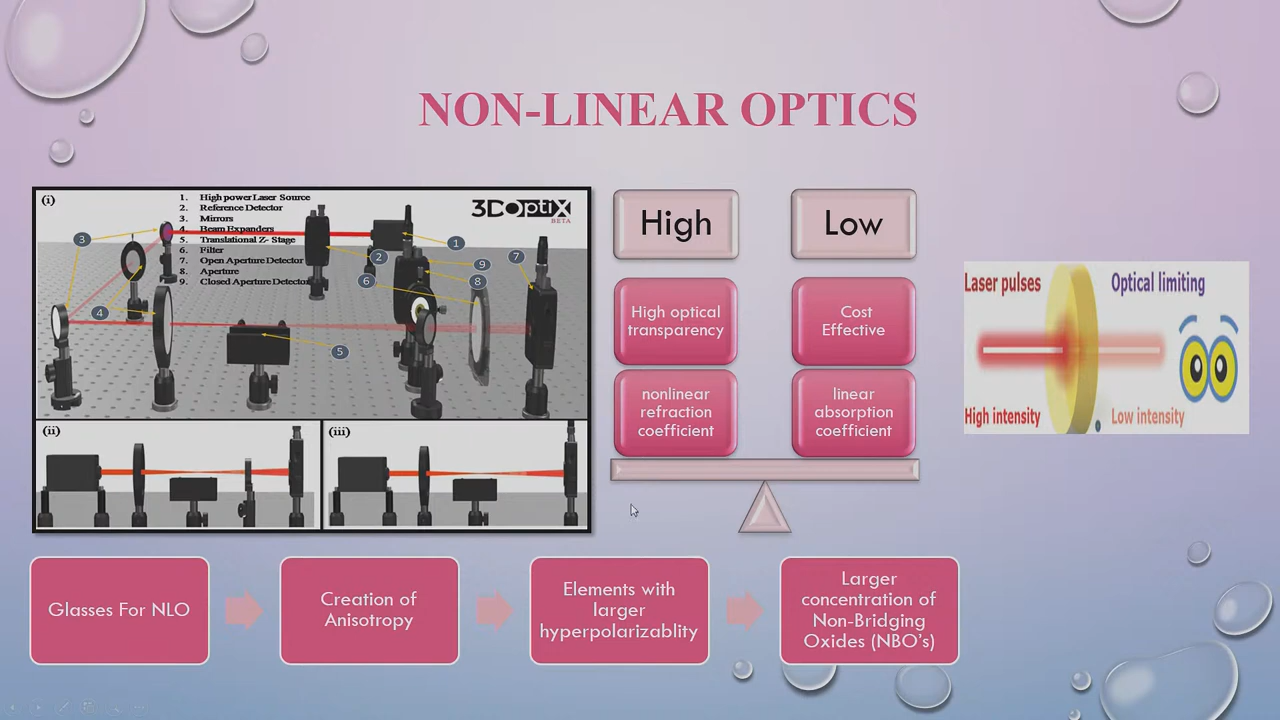 NON-LINEAR OPTICS
(i)
1. High power Laser Source
2. Reference Detector
3. Mirrors
4. Beam Expanders
5. Translational Z- Stage
6. Filter
7. Open Aperture Detector
8. Aperture
9. Closed Aperture Detector
3DOptiX
BETA
3
1
2
9
7
6
8
4
5
(ii)
(iii)
High
Low
High optical
transparency
Cost
Effective
nonlinear
refraction
coefficient
linear
absorption
coefficient
Laser pulses
Optical limiting
High intensity
Low intensity
Glasses For NLO
Creation of
Anisotropy
Elements with
larger
hyperpolarizablity
Larger
concentration of
Non-Bridging
Oxides (NBO's)